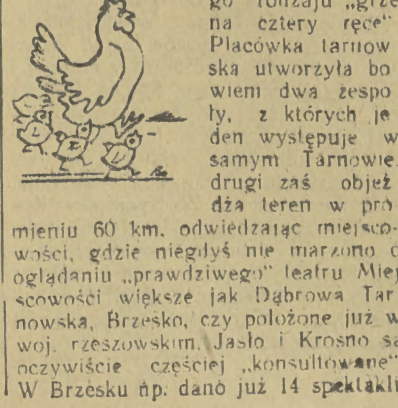 go rodzaju „grze
na cztery ręce”
Placówka tarnow
ska utworzyła bo
wiem dwa zespo
ły, z których je
den występuje w
samym Tarnowie,
drugi zaś objeż
dża teren w pro
mieniu 60 km. odwiedzając miejsco-
wości, gdzie niegdyś nie marzono o
oglądaniu „prawdziwego” teatru Miej
scowości większe jak Dąbrowa Tar
nowska, Brzesko, czy położone już w
woj. rzeszowskim, Jasło i Krosno są
oczywiście częściej „konsultowane”
W Brzesku np. dano już 14 spektakli